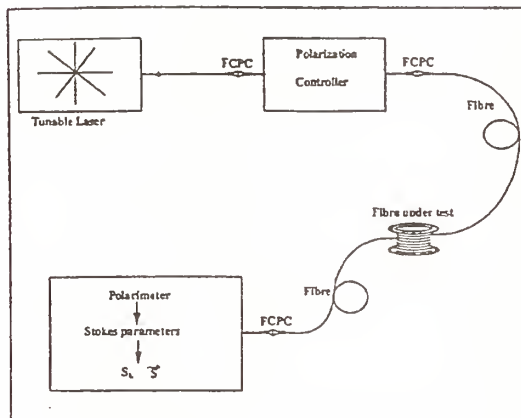 FCPC
Polarization
Controller
FCPC
Tunable Laser
Fibre
Fibre under test
Fibre
Polarimeter
Stokes parameters
FCPC